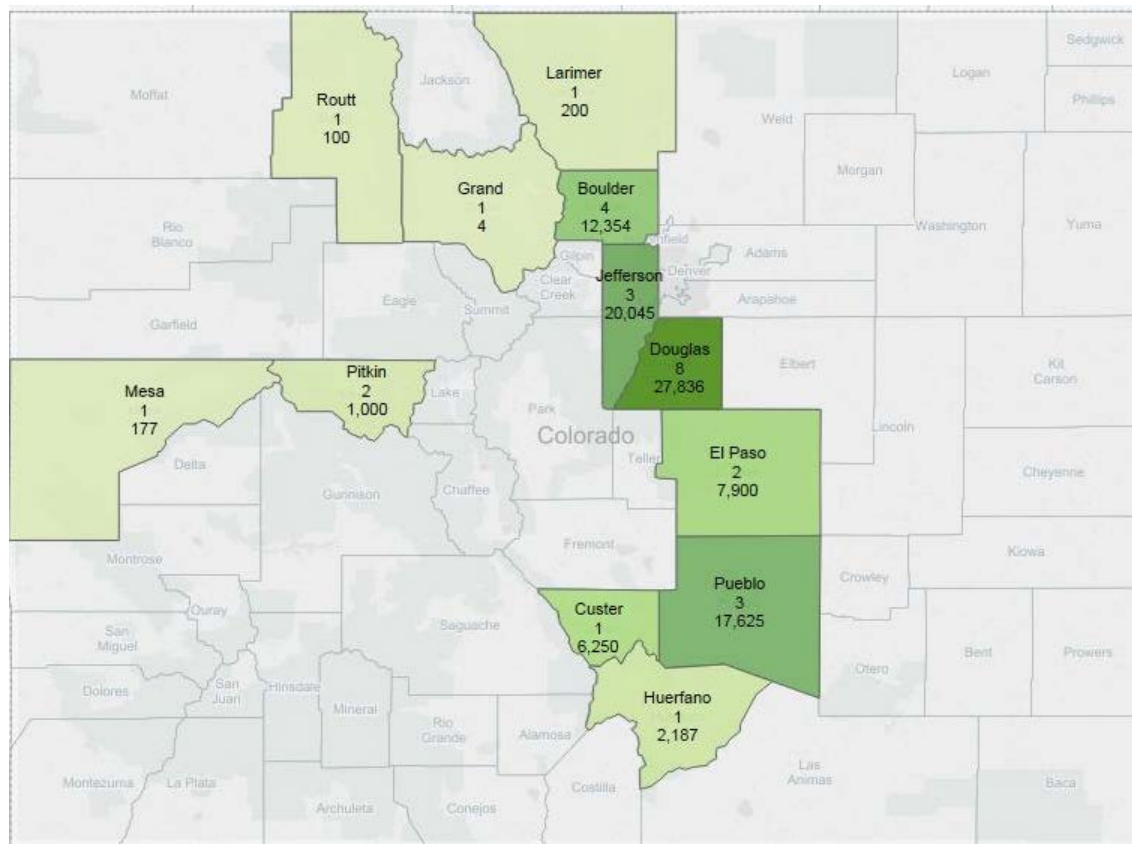 Sedgwick
Logan
Phillips
Moffat
Jackson
Larimer
1
200
Routt
1
100
Weld
Morgan
Washington
Yuma
Grand
1
4
Boulder
4
12,354
Rio
Blanco
Gilpin
Clear
Creek
Jefferson
3
20,045
Denver
Adams
Arapahoe
Eagle
Summit
Garfield
Douglas
8
27,836
Elbert
Kit
Carson
Mesa
1
177
Pitkin
2
1,000
Lake
Park
Colorado
Teller
Lincoln
Cheyenne
El Paso
2
7,900
Delta
Gunnison
Chaffee
Fremont
Kiowa
Montrose
Crowley
Pueblo
3
17,625
Custer
1
6,250
Ouray
San
Miguel
Saguache
Otero
Bent
Prowers
Dolores
San
Juan
Hinsdale
Mineral
Rio
Grande
Alamosa
Huerfano
1
2,187
Montezuma
La Plata
Archuleta
Conejos
Costilla
Las
Animas
Baca